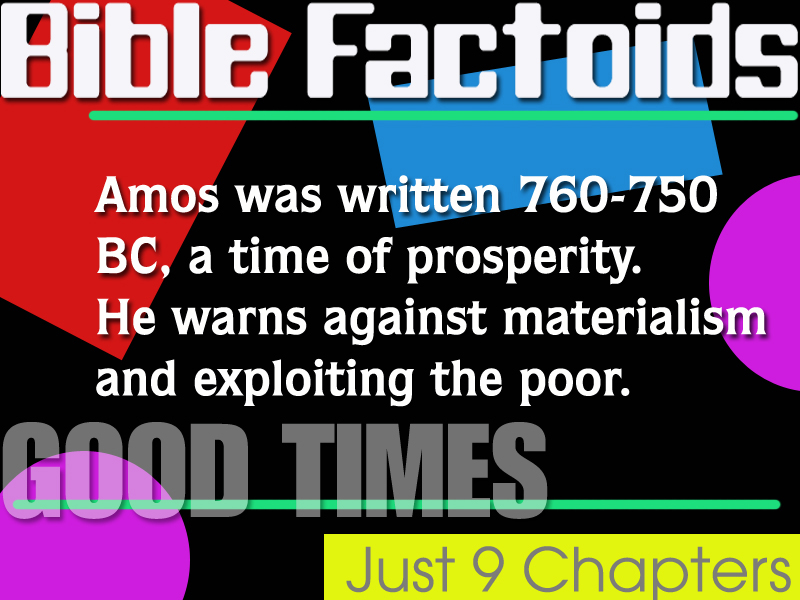 Bible Factoids
Amos was written 760-750
BC, a time of prosperity.
He warns against materialism
and exploiting the poor.
GOOD TIMES
Just 9 Chapters